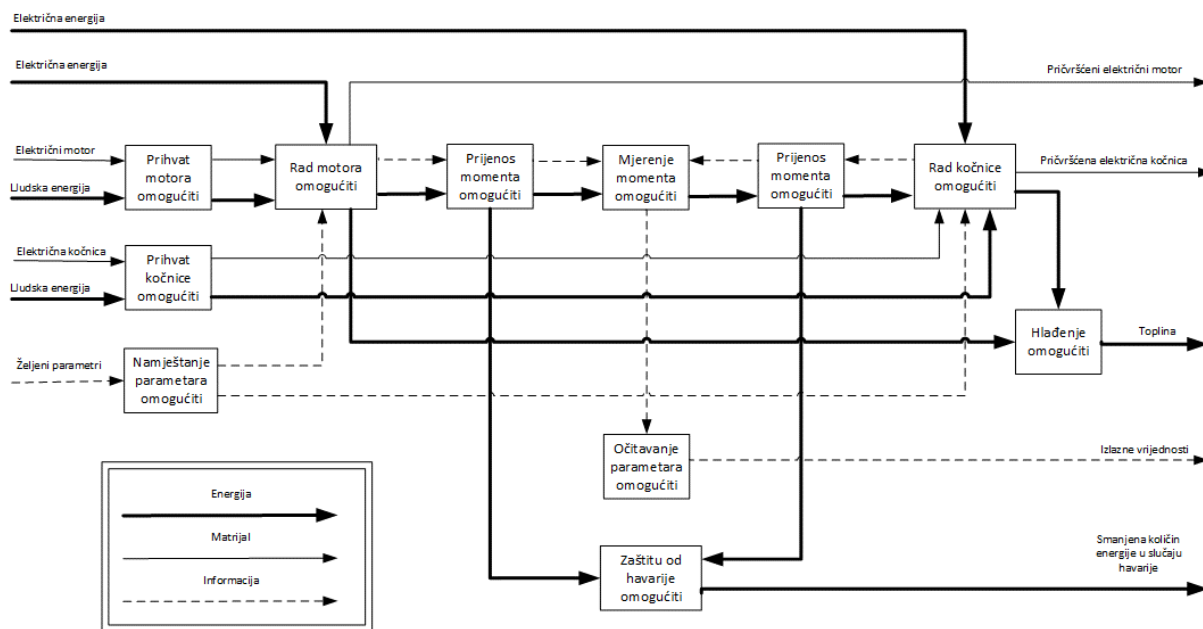 Električna energija
Električna energija
Pričvršćeni električni motor
Električni motor
Ljudska energija
Prihvat
motora
omogućiti
Rad motora
omogućiti
Prijenos
momenta
omogućiti
Mjerenje
momenta
omogućiti
Prijenos
momenta
omogućiti
Rad kočnice
omogućiti
Pričvršćena električna kočnica
Električna kočnica
Ljudska energija
Prihvat
kočnice
omogućiti
Hlađenje
omogućiti
Toplina
Željeni parametri
Namještanje
parametara
omogućiti
Očitavanje
parametara
omogućiti
Izlazne vrijednosti
Energija
Matrijal
Informacija
Zaštitu od
havarije
omogućiti
Smanjena količin
energije u slučaju
havarije